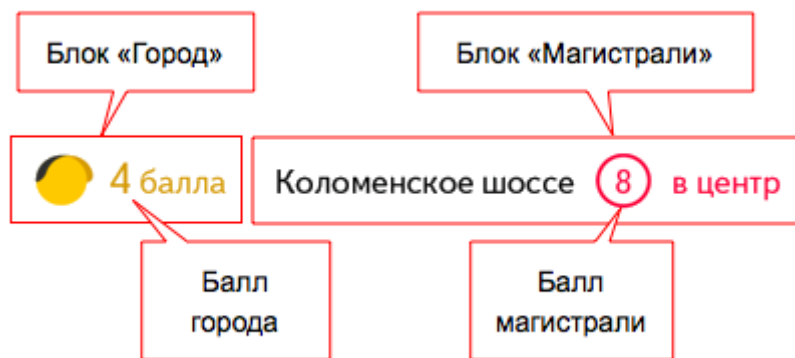 Блок «Город»
Блок «Магистрали»
4 балла
Коломенское шоссе 8 в центр
Балл
города
Балл
магистрали